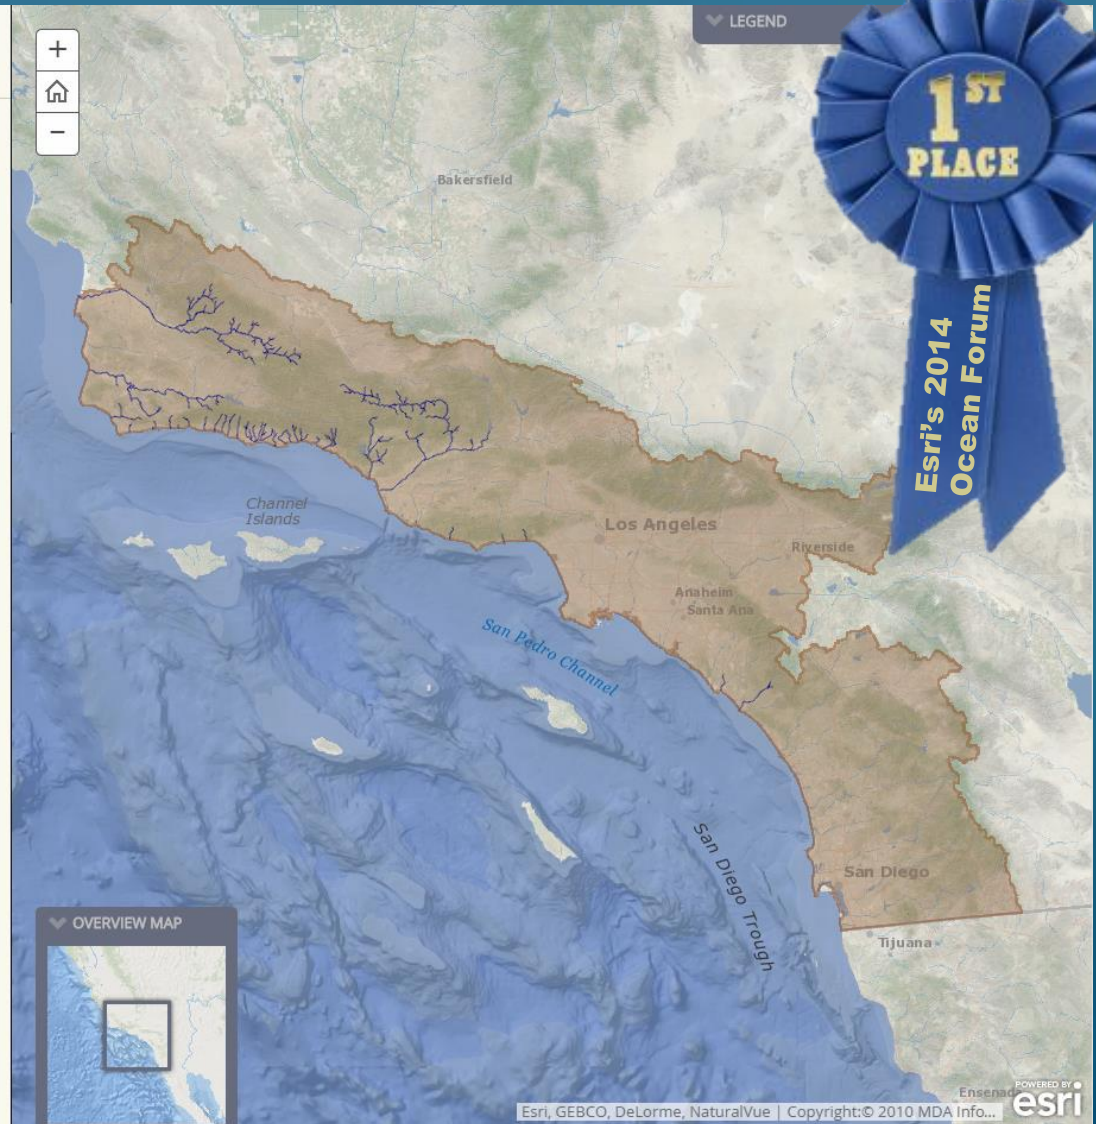 +
−
LEGEND
1ST
PLACE
Esri's 2014
Ocean Forum
Bakersfield
Channel
Islands
Los Angeles
Riverside
Anaheim
Santa Ana
San Pedro Channel
San Diego Trough
San Diego
Tijuana
OVERVIEW MAP
Ensenad
POWERED BY
esri
Esri, GEBCO, DeLorme, NaturalVue | Copyright:© 2010 MDA Info...